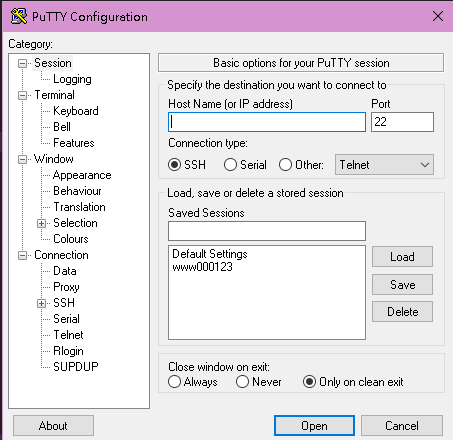 PuTTY Configuration
Category:
Session
Logging
Terminal
Keyboard
Bell
Features
Window
Appearance
Behaviour
Translation
Selection
Colours
Connection
Data
Proxy
SSH
Serial
Telnet
Rlogin
SUPDUP
Basic options for your PuTTY session
Specify the destination you want to connect to
Host Name (or IP address) Port
22
Connection type:
SSH Serial Other: Telnet
Load, save or delete a stored session
Saved Sessions
Default Settings
www000123
Load
Save
Delete
Close window on exit:
Always Never Only on clean exit
About Open Cancel